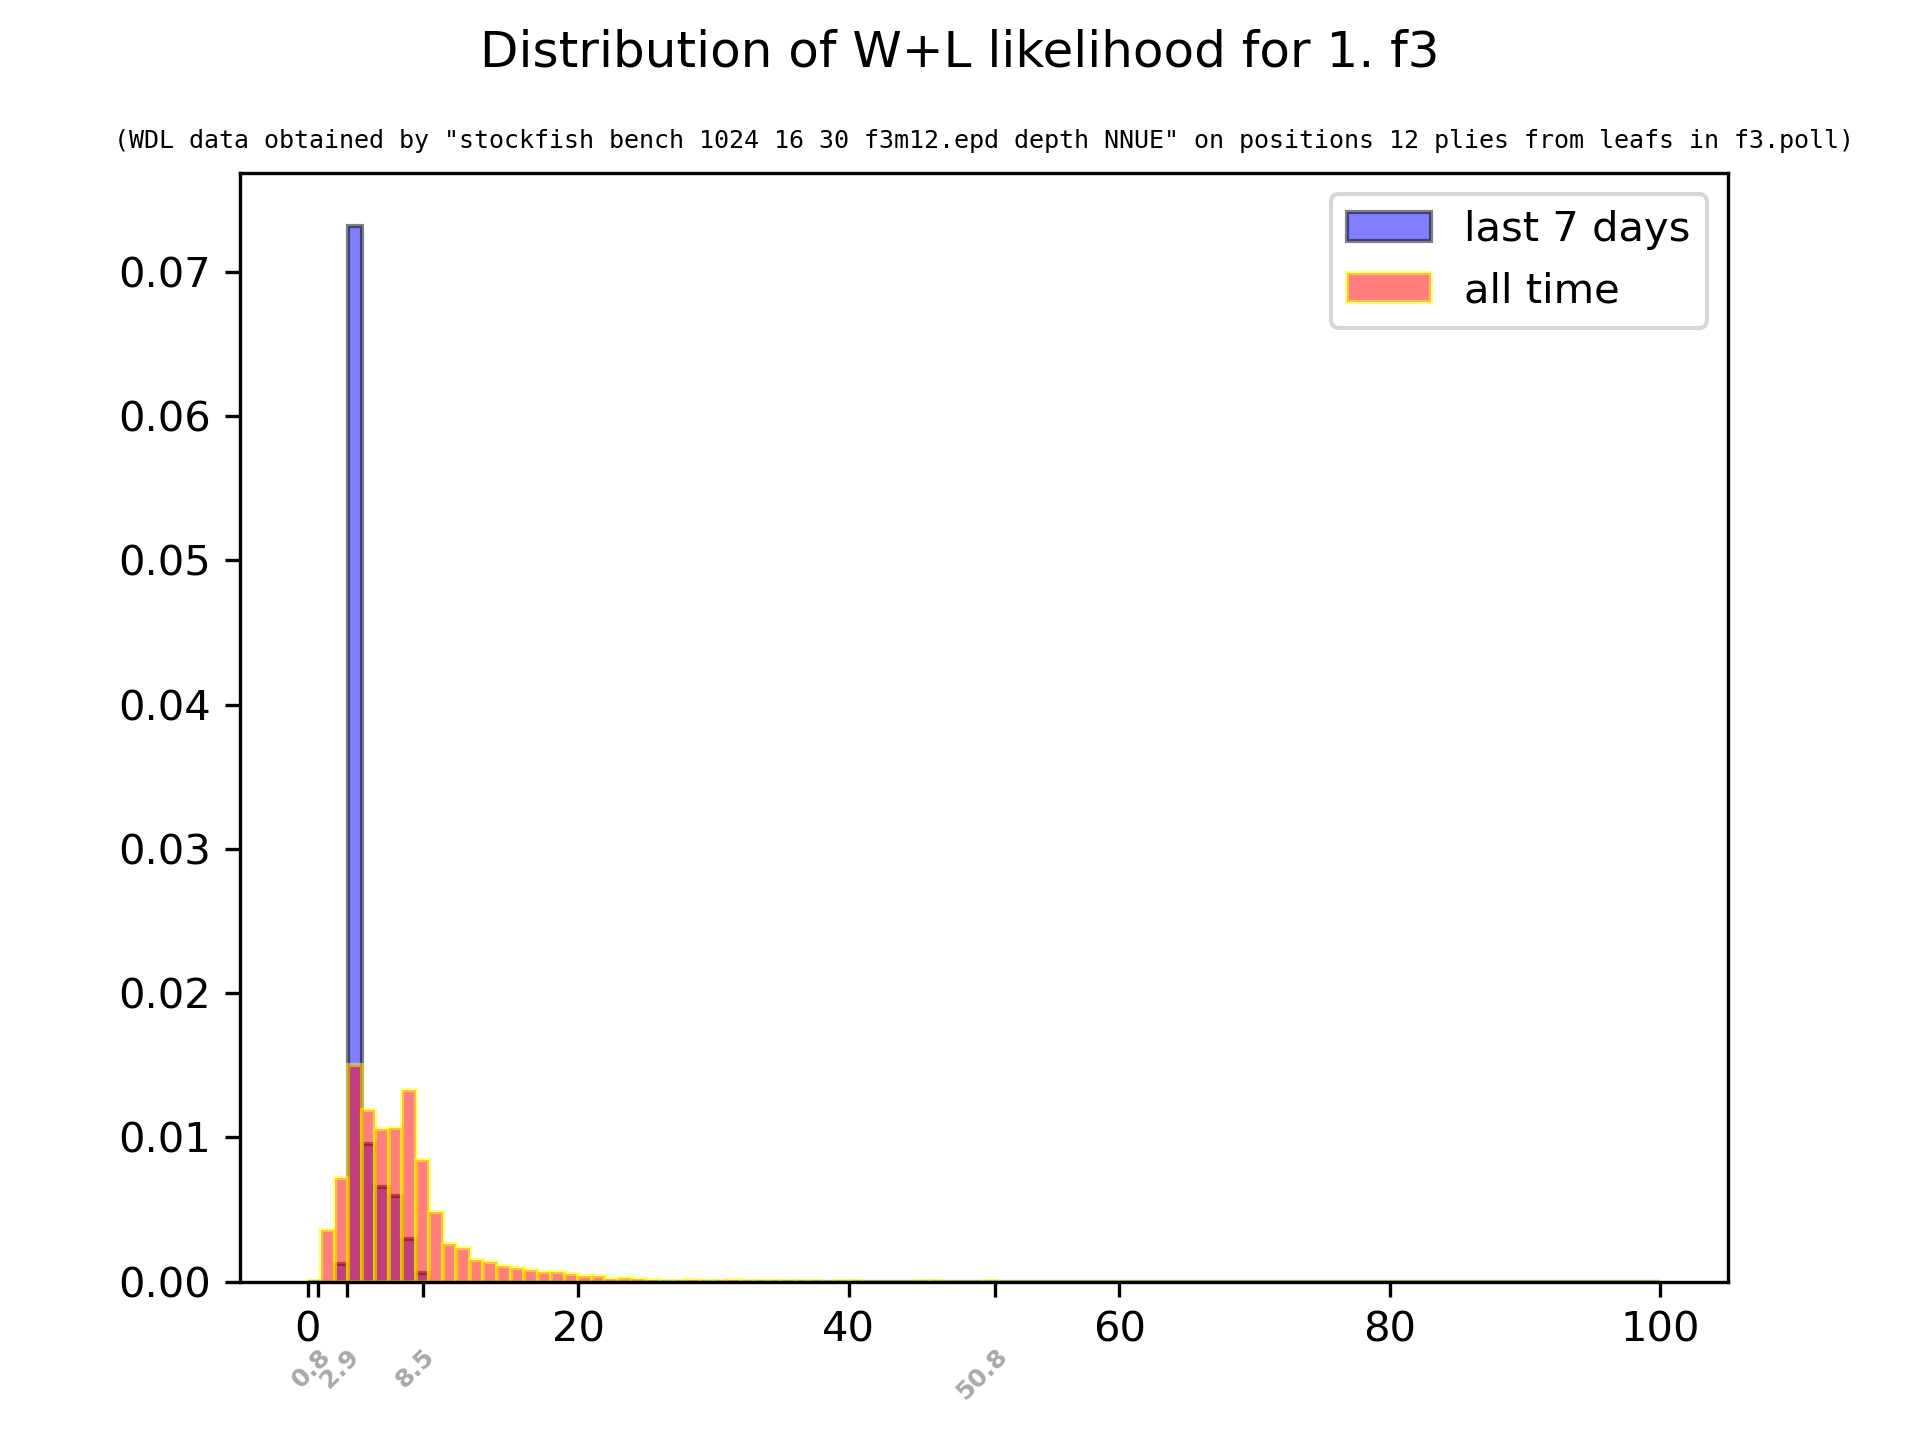 Distribution of W+L likelihood for 1. f3
(WDL data obtained by "stockfish bench 1024 16 30 f3m12.epd depth NNUE" on positions 12 plies from leafs in f3.poll)
last 7 days
all time
0.07
0.06
0.05
0.04
0.03
0.02
0.01
0.00
0 20 40 60 80 100
0.8 2.9 8.5 50.8